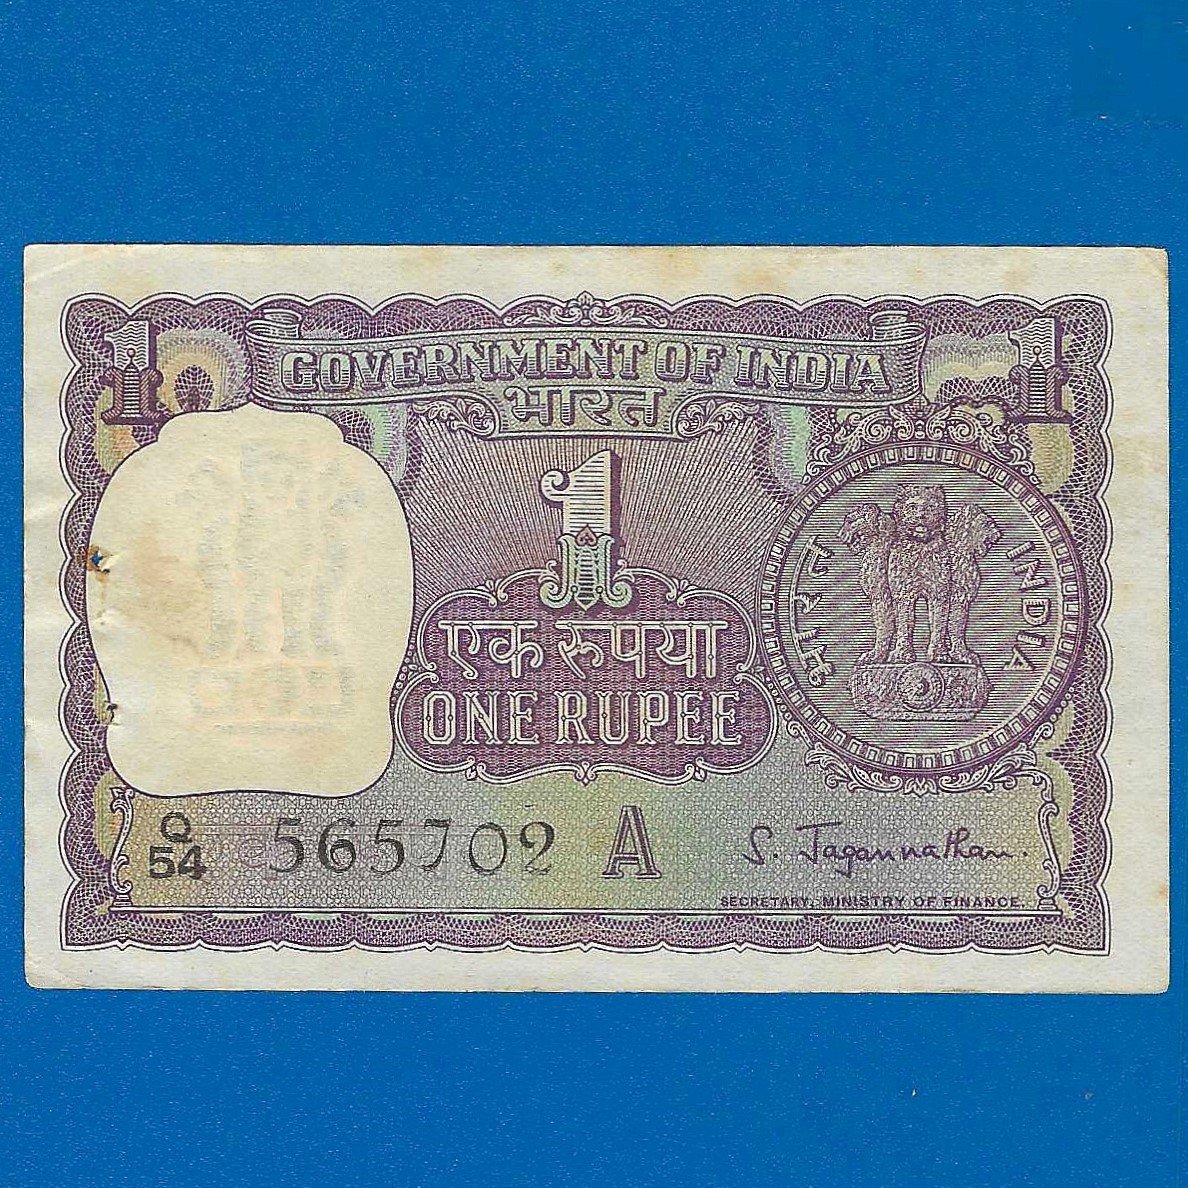 1 1
GOVERNMENT OF INDIA
भारत
1
एक रुपया
ONE RUPEE
भारत INDIA
Q
54 565702 A
S. Jagannathan.
SECRETARY, MINISTRY OF FINANCE.